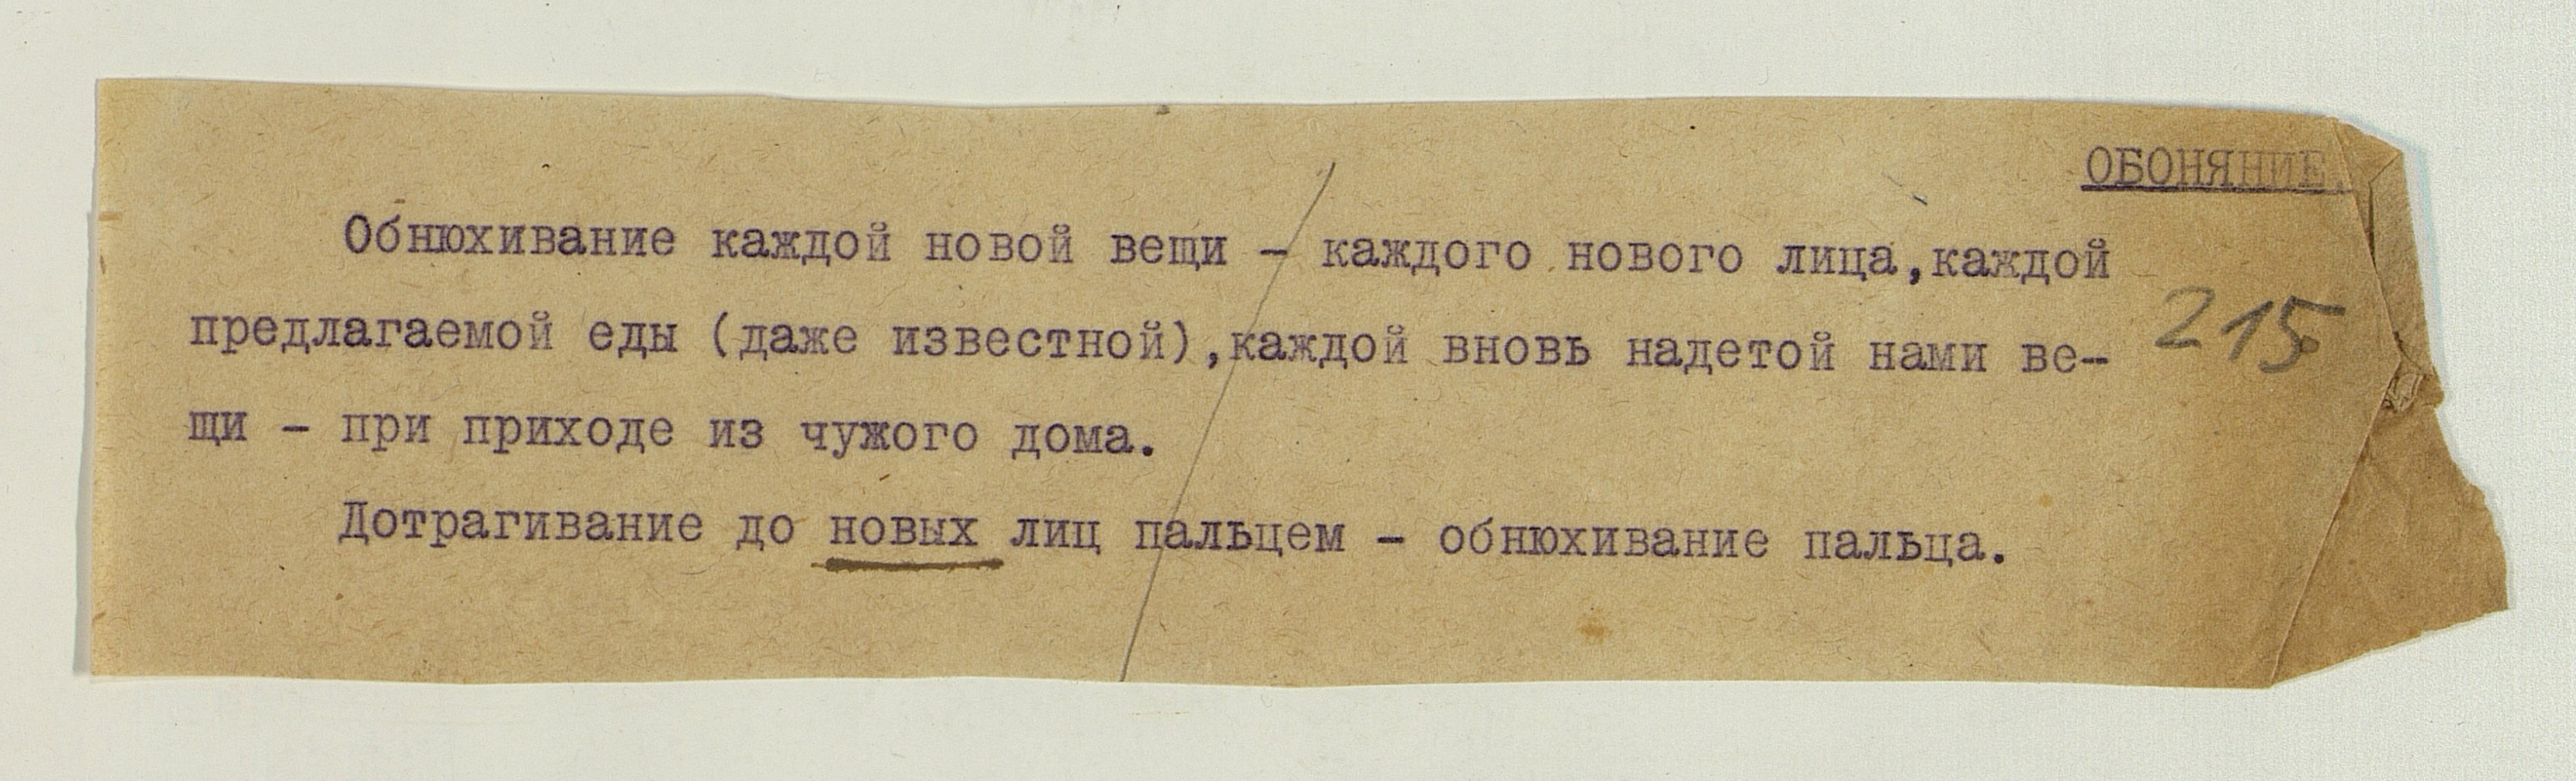 ОБОНЯНИЕ.
Обнюхивание каждой новой вещи - каждого нового лица,каждой
предлагаемой еды (даже известной),каждой вновь надетой нами ве-
215
щи - при приходе из чужого дома.
Дотрагивание до новых лиц пальцем - обнюхивание пальца.